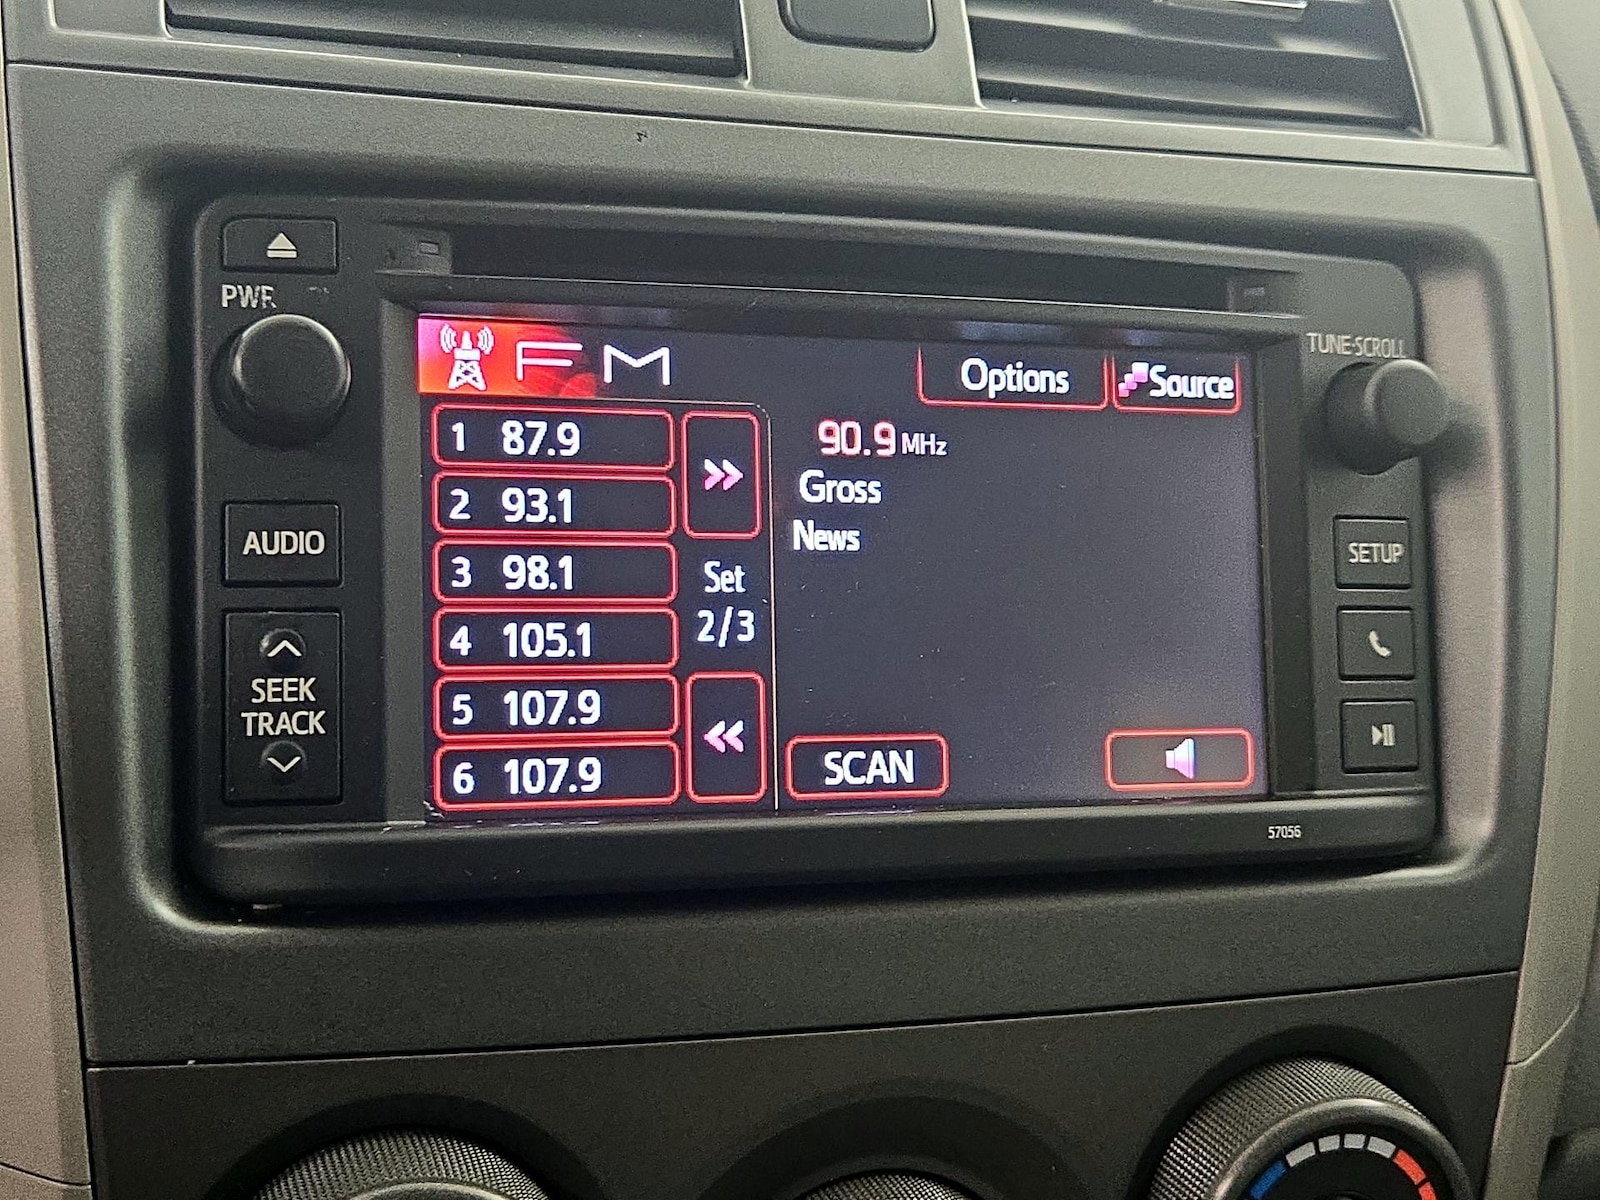 PWR
TUNE·SCROLL
FM
Options
Source
1 87.9
2 93.1
3 98.1
4 105.1
5 107.9
6 107.9
Set
2/3
90.9 MHz
Gross
News
SCAN
AUDIO
SEEK
TRACK
SETUP
57056